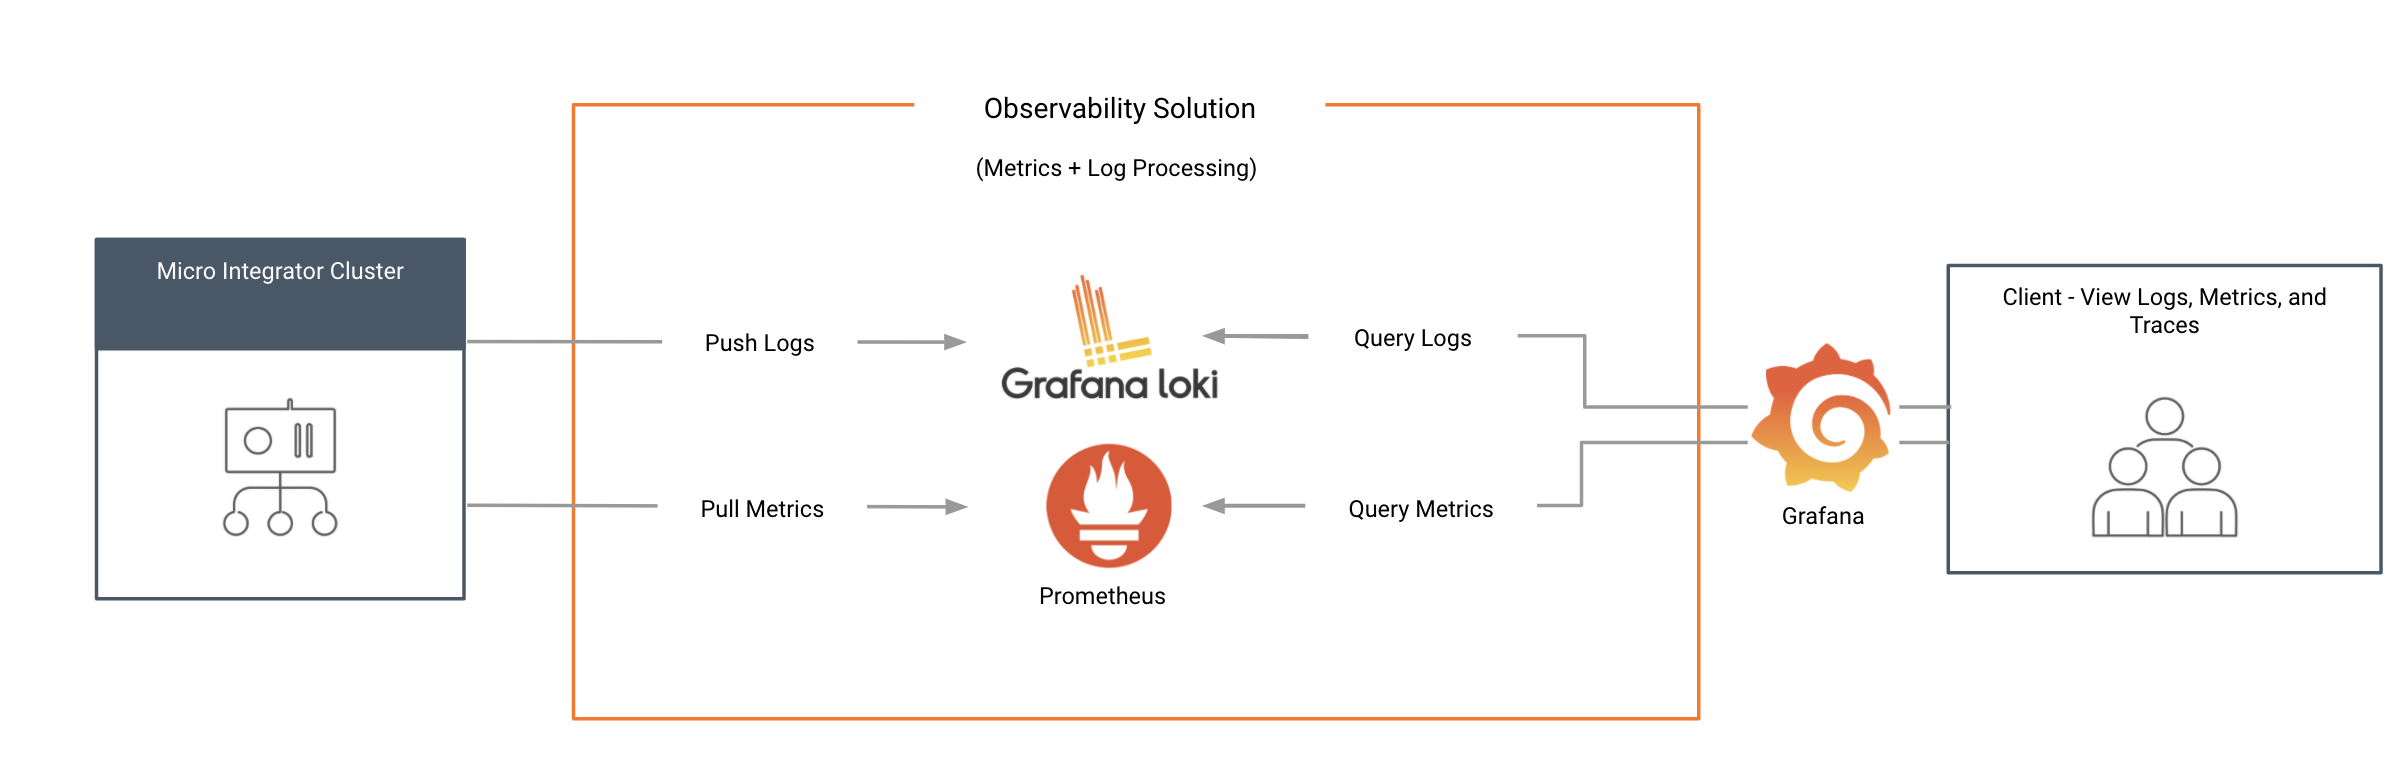 Observability Solution
(Metrics + Log Processing)
Micro Integrator Cluster
Client - View Logs, Metrics, and
Traces
Push Logs
Query Logs
Grafana loki
Pull Metrics
Query Metrics
Grafana
Prometheus